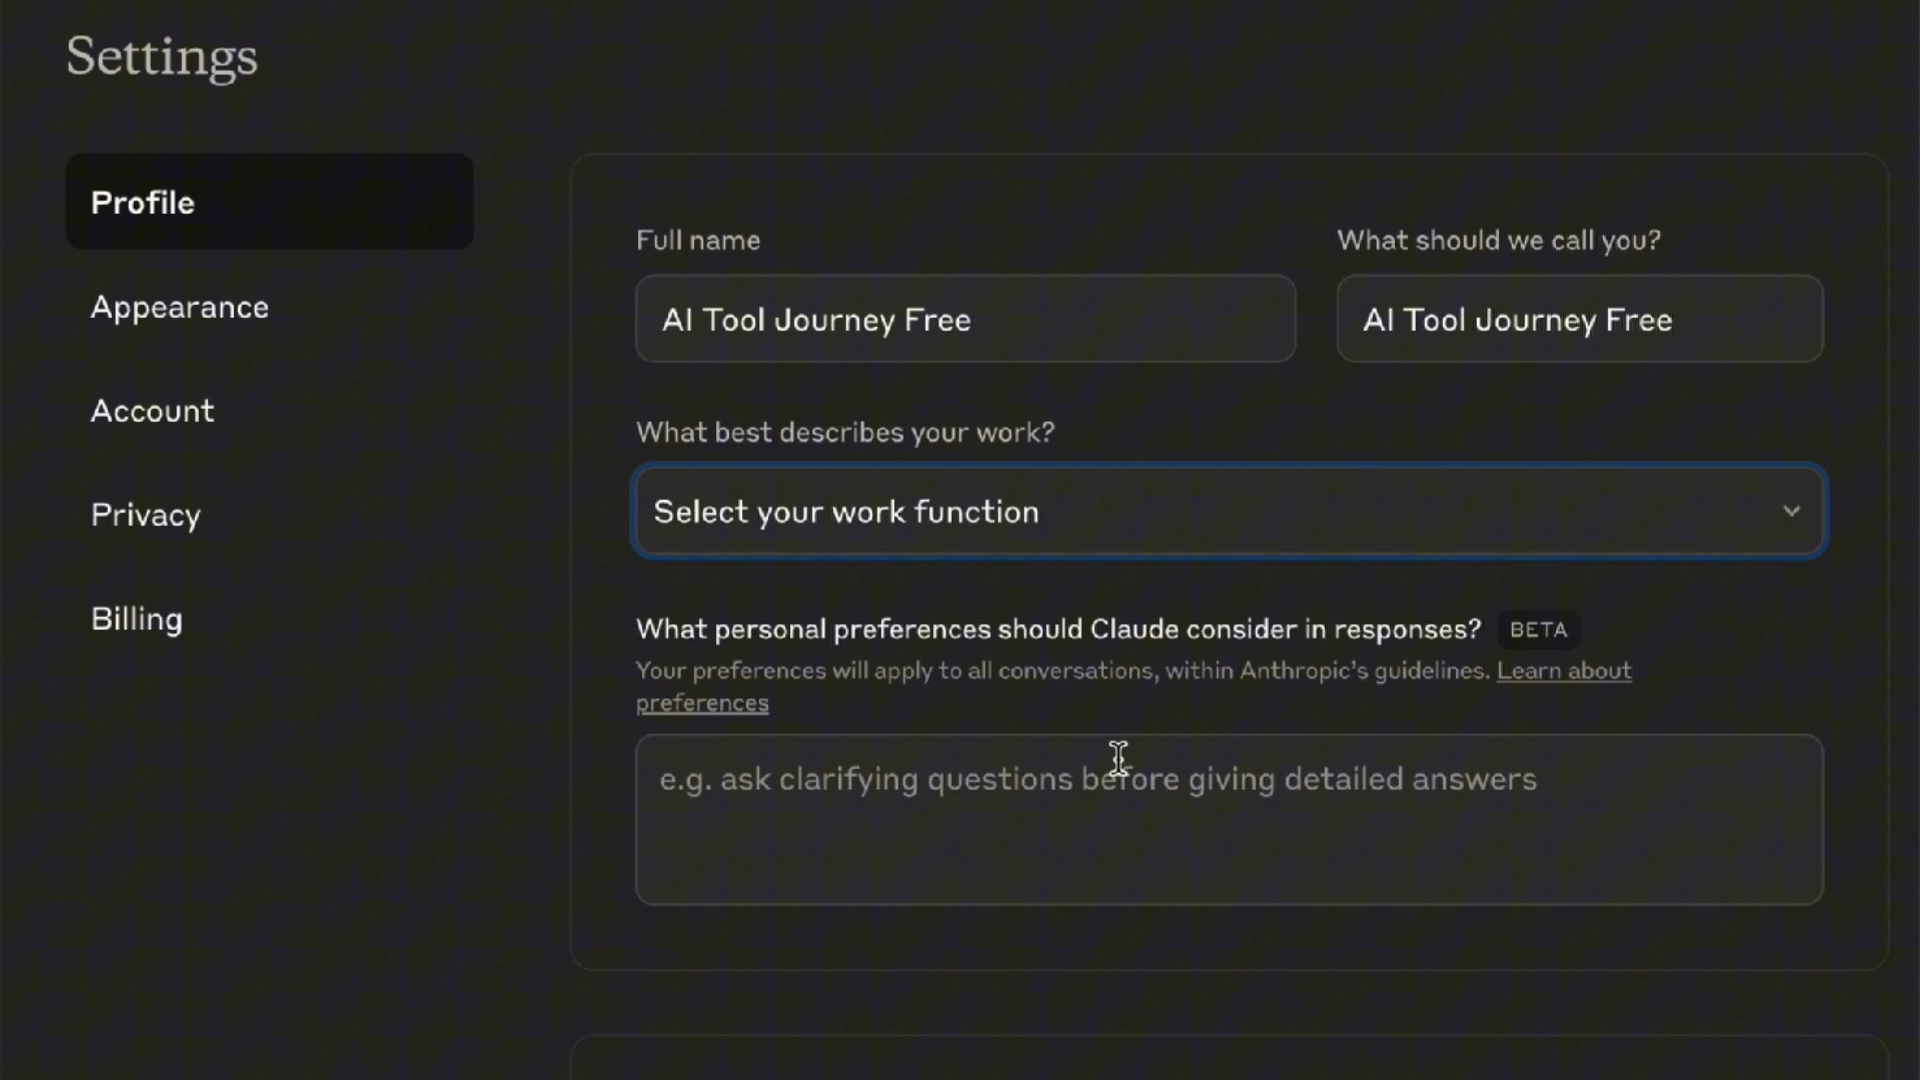 Settings
Profile
Appearance
Account
Privacy
Billing
Full name
AI Tool Journey Free
What should we call you?
AI Tool Journey Free
What best describes your work?
Select your work function
What personal preferences should Claude consider in responses? BETA
Your preferences will apply to all conversations, within Anthropic's guidelines. Learn about
preferences
e.g. ask clarifying questions before giving detailed answers